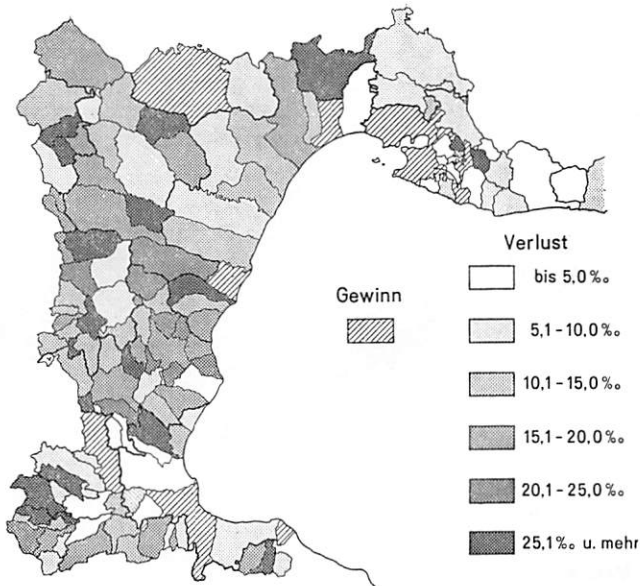 Verlust
bis 5,0‰
Gewinn
5,1-10,0‰
10,1-15,0‰
15,1-20,0‰
20,1-25,0‰
25,1‰ u. mehr